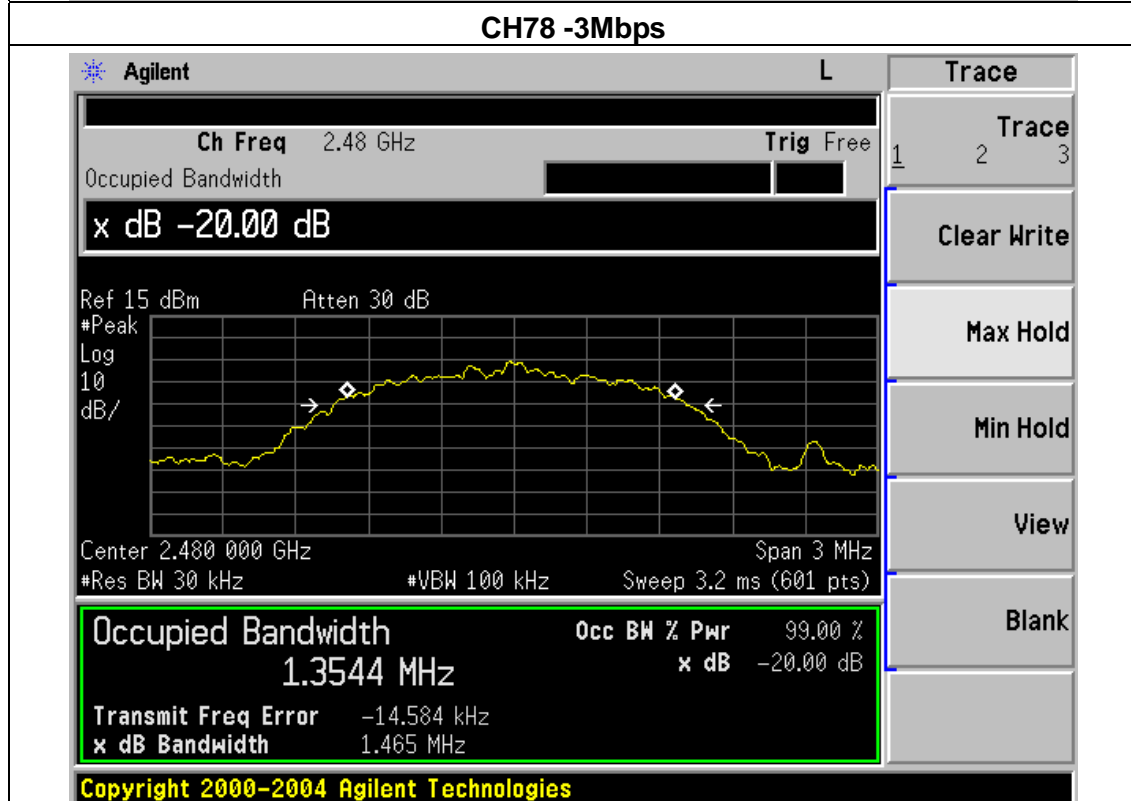 CH78 -3Mbps
Agilent L Trace
Ch Freq 2.48 GHz Trig Free
Occupied Bandwidth
Trace
1 2 3
x dB -20.00 dB
Clear Write
Ref 15 dBm Atten 30 dB
#Peak
Log
10
dB/
Max Hold
Min Hold
View
Center 2.480 000 GHz Span 3 MHz
#Res BW 30 kHz #VBW 100 kHz Sweep 3.2 ms (601 pts)
Blank
Occupied Bandwidth Occ BW % Pwr 99.00 %
1.3544 MHz x dB -20.00 dB
Transmit Freq Error -14.584 kHz
x dB Bandwidth 1.465 MHz
Copyright 2000-2004 Agilent Technologies